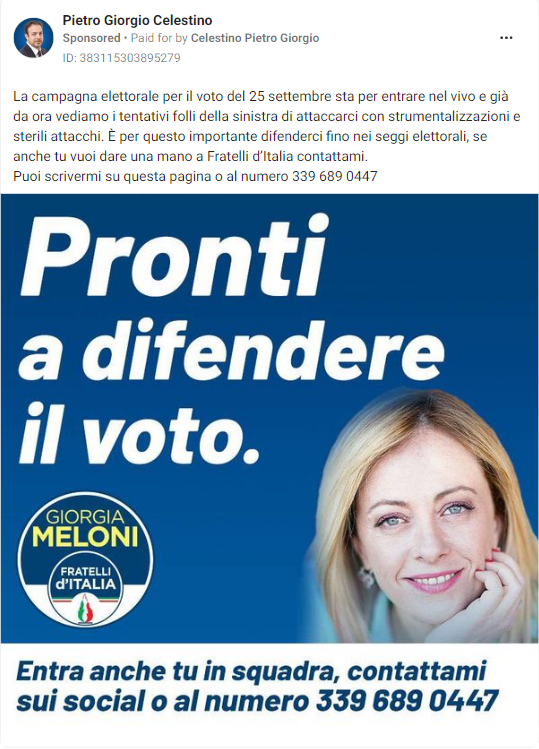 Pietro Giorgio Celestino
Sponsored • Paid for by Celestino Pietro Giorgio
ID: 383115303895279
La campagna elettorale per il voto del 25 settembre sta per entrare nel vivo e già
da ora vediamo i tentativi folli della sinistra di attaccarci con strumentalizzazioni e
sterili attacchi. È per questo importante difenderci fino nei seggi elettorali, se
anche tu vuoi dare una mano a Fratelli d'Italia contattami.
Puoi scrivermi su questa pagina o al numero 339 689 0447
Pronti
a difendere
il voto.
GIORGIA
MELONI
FRATELLI
d'ITALIA
Entra anche tu in squadra, contattami
sui social o al numero 339 689 0447